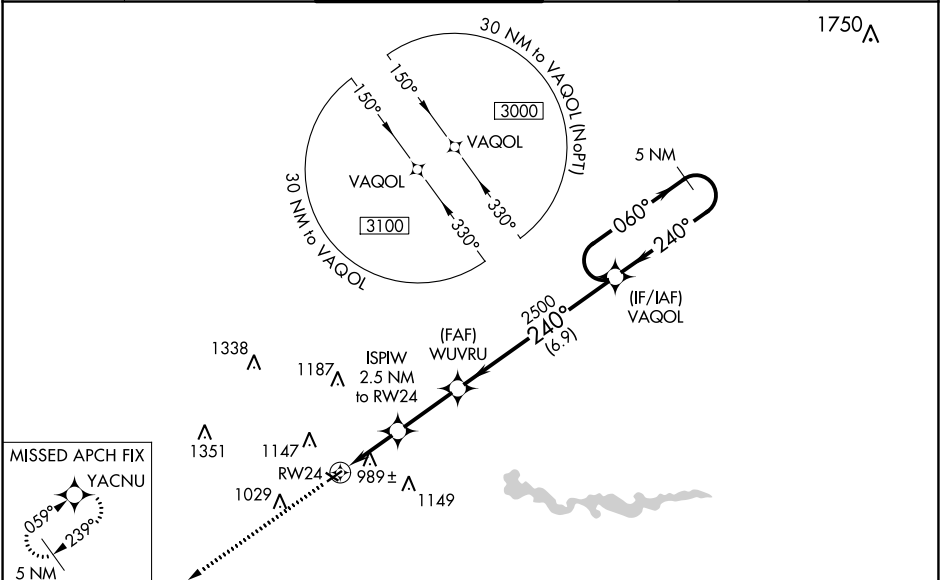 1750
30 NM to VAQOL (NoPT)
150°
3000
VAQOL
330°
30 NM to VAQOL
150°
VAQOL
3100
330°
5 NM
060°
240°
(IF/IAF)
VAQOL
2500
240°
(6.9)
(FAF)
WUVRU
ISPIW
2.5 NM
to RW24
1338
1187
1351
1147
RW24
989±
1029
1149
MISSED APCH FIX
YACNU
059°
239°
5 NM